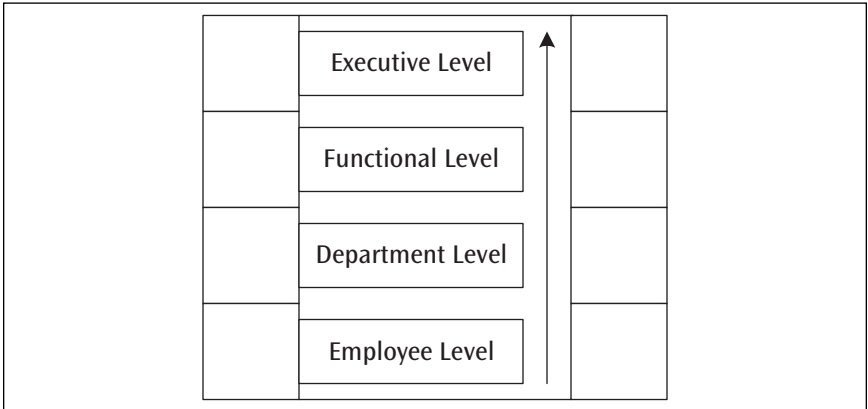 Executive Level
Functional Level
Department Level
Employee Level